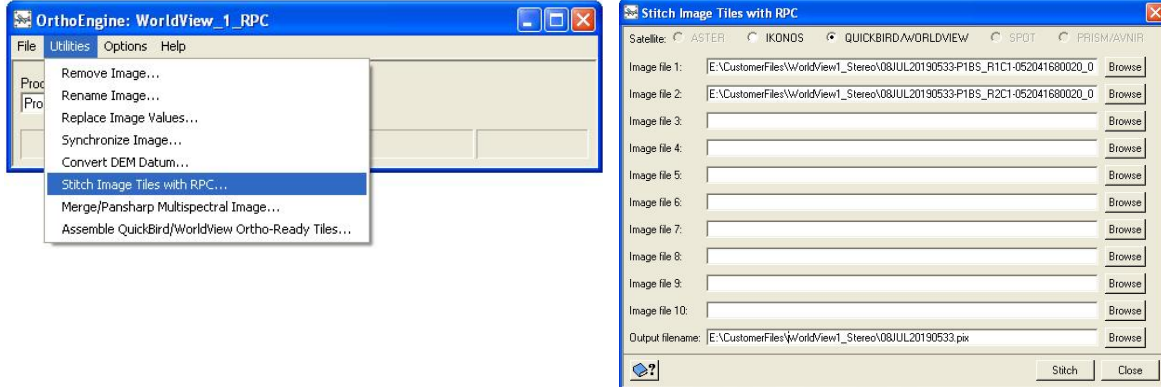 OrthoEngine: WorldView_1_RPC
File Utilities Options Help
Remove Image...
Rename Image...
Replace Image Values...
Synchronize Image...
Convert DEM Datum...
Stitch Image Tiles with RPC...
Merge/Pansharp Multispectral Image...
Assemble QuickBird/WorldView Ortho-Ready Tiles...
Proc
Pro
Stitch Image Tiles with RPC
Satellite: ASTER IKONOS QUICKBIRD/WORLDVIEW SPOT PRISM/AVNIR
Image file 1: E:\CustomerFiles\WorldView1_Stereo\08JUL20190533-P1BS_R1C1-052041680020_0 Browse
Image file 2: E:\CustomerFiles\WorldView1_Stereo\08JUL20190533-P1BS_R2C1-052041680020_0 Browse
Image file 3: Browse
Image file 4: Browse
Image file 5: Browse
Image file 6: Browse
Image file 7: Browse
Image file 8: Browse
Image file 9: Browse
Image file 10: Browse
Output filename: E:\CustomerFiles\WorldView1_Stereo\08JUL20190533.pix Browse
? Stitch Close